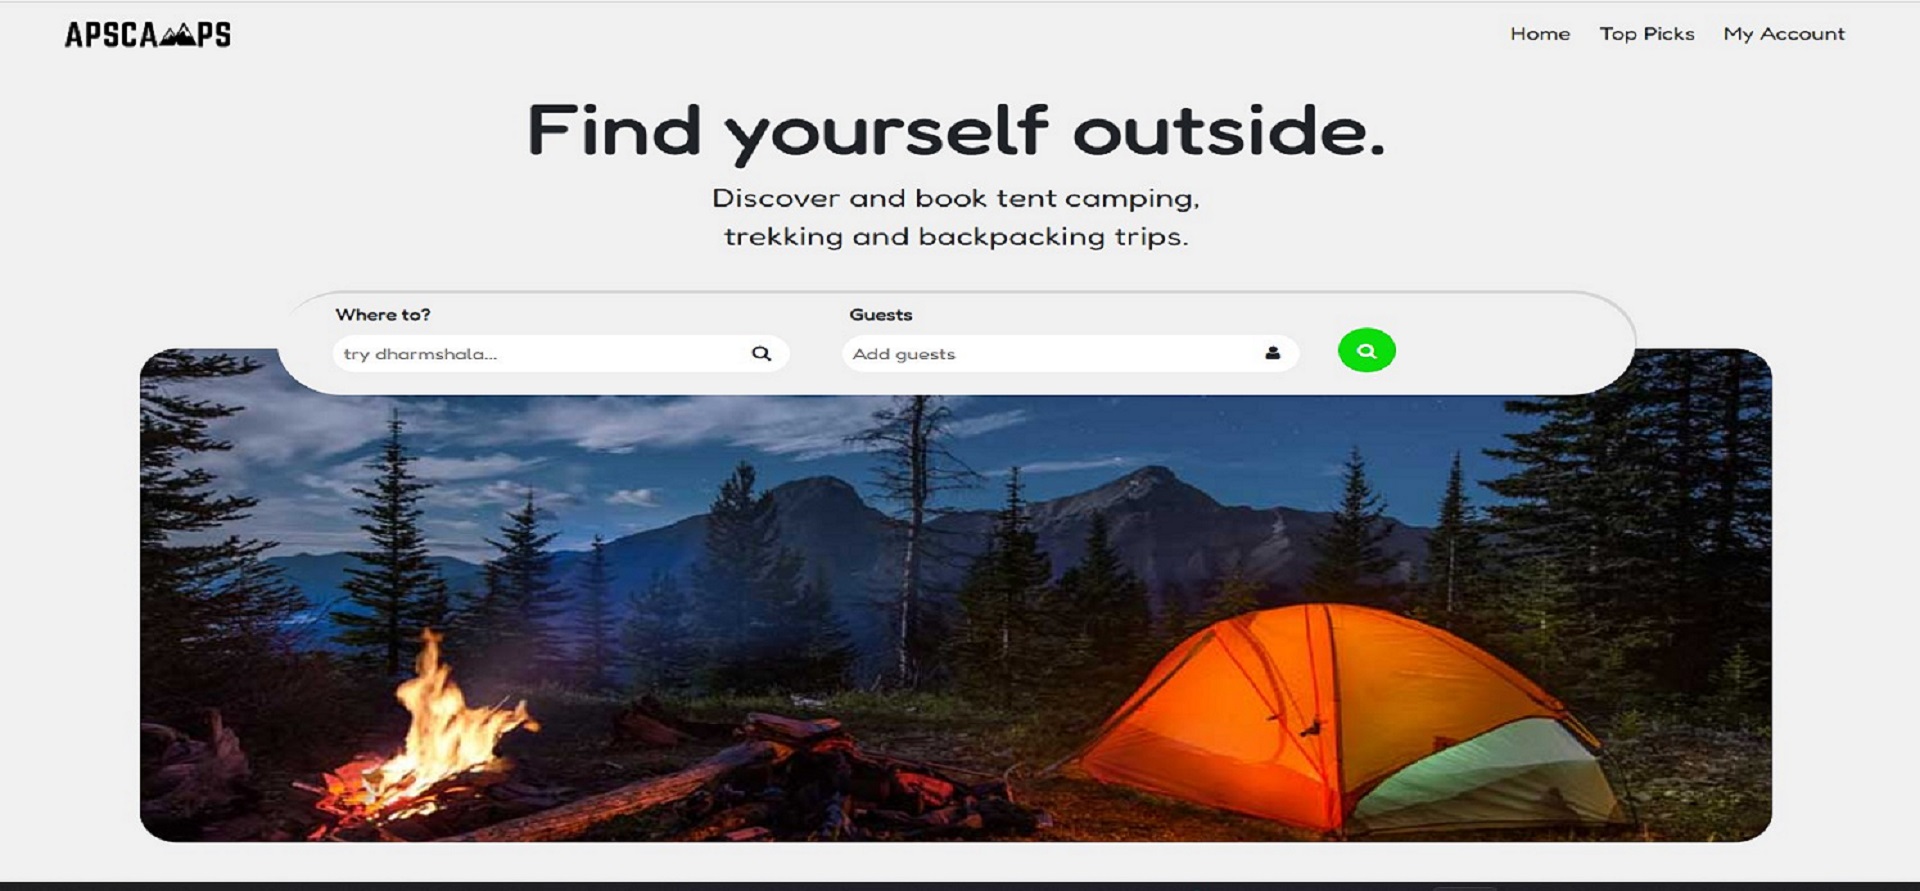 APSCAMPS
Home Top Picks My Account
Find yourself outside.
Discover and book tent camping,
trekking and backpacking trips.
Where to? Guests
try dharmshala... Add guests